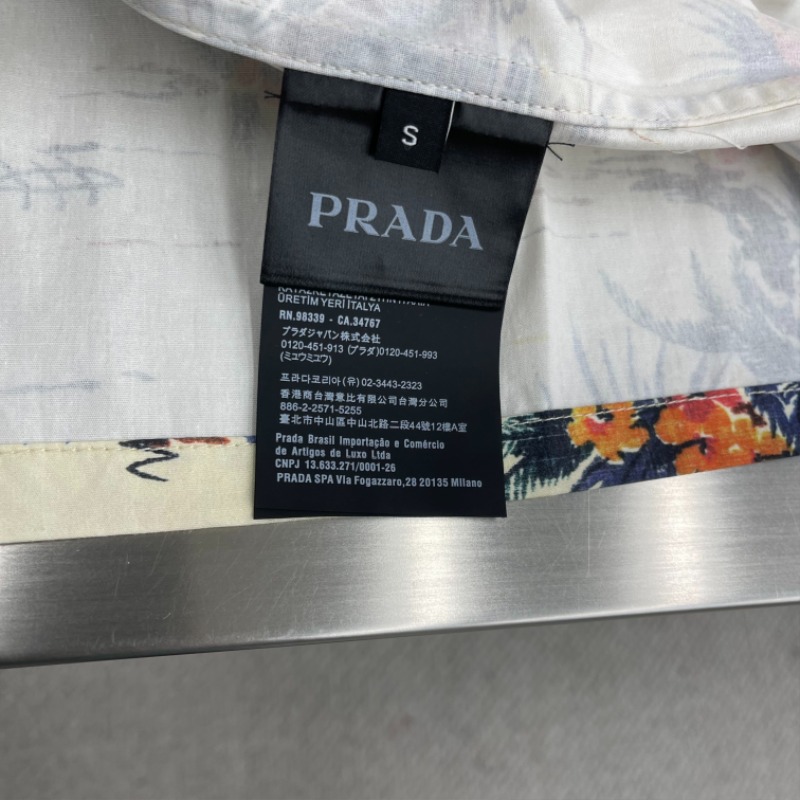 S
PRADA
ÜRETİM YERİ İTALYA
RN.98339 - CA.34767
プラダジャパン株式会社
0120-451-913 (プラダ)0120-451-993
(ミュウミュウ)
프라다코리아(유) 02-3443-2323
香港商台灣意比有限公司台灣分公司
886-2-2571-5255
臺北市中山區中山北路二段44號12樓A室
Prada Brasil Importação e Comércio
de Artigos de Luxo Ltda
CNPJ 13.633.271/0001-26
PRADA SPA Via Fogazzaro,28 20135 Milano